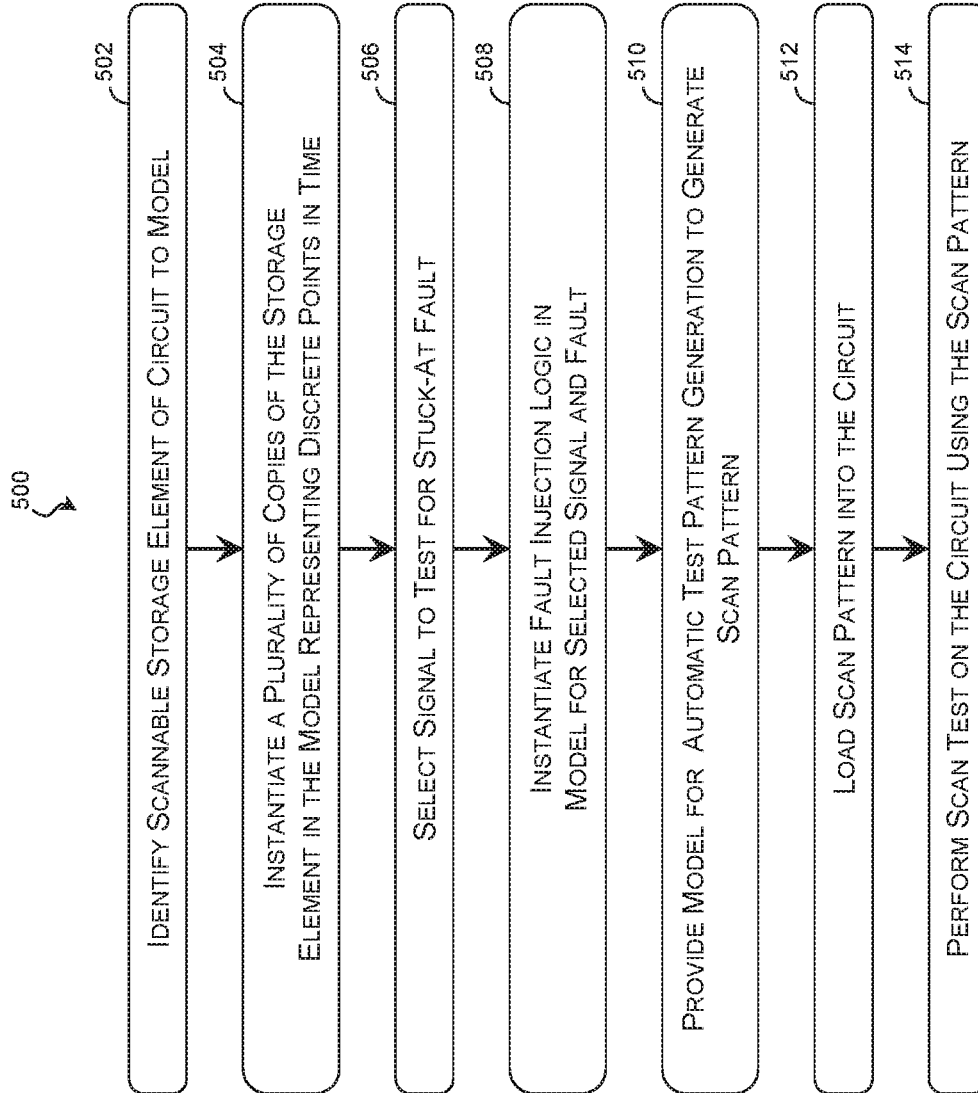 500
502
IDENTIFY SCANNABLE STORAGE ELEMENT OF CIRCUIT TO MODEL
504
INSTANTIATE A PLURALITY OF COPIES OF THE STORAGE
ELEMENT IN THE MODEL REPRESENTING DISCRETE POINTS IN TIME
506
SELECT SIGNAL TO TEST FOR STUCK-AT FAULT
508
INSTANTIATE FAULT INJECTION LOGIC IN
MODEL FOR SELECTED SIGNAL AND FAULT
510
PROVIDE MODEL FOR AUTOMATIC TEST PATTERN GENERATION TO GENERATE
SCAN PATTERN
512
LOAD SCAN PATTERN INTO THE CIRCUIT
514
PERFORM SCAN TEST ON THE CIRCUIT USING THE SCAN PATTERN